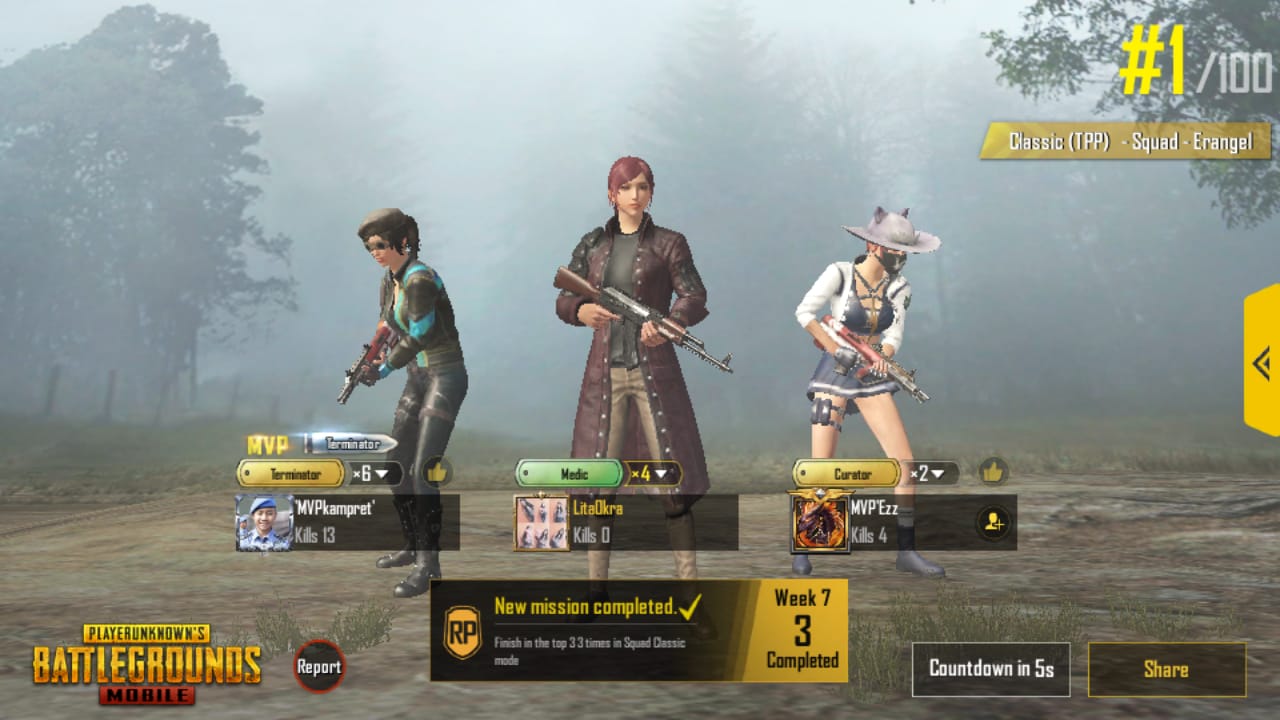 #1/100
Classic (TPP) - Squad - Erangel
MVP Terminator
Terminator ×6
'MVPkampret'
Kills 13
Medic ×4
LitaOkra
Kills 0
Curator ×2
MVP'Ezz
Kills 4
RP
New mission completed.
Finish in the top 3 3 times in Squad Classic
mode
Week 7
3
Completed
PLAYERUNKNOWN'S
BATTLEGROUNDS
MOBILE
Report
Countdown in 5s
Share